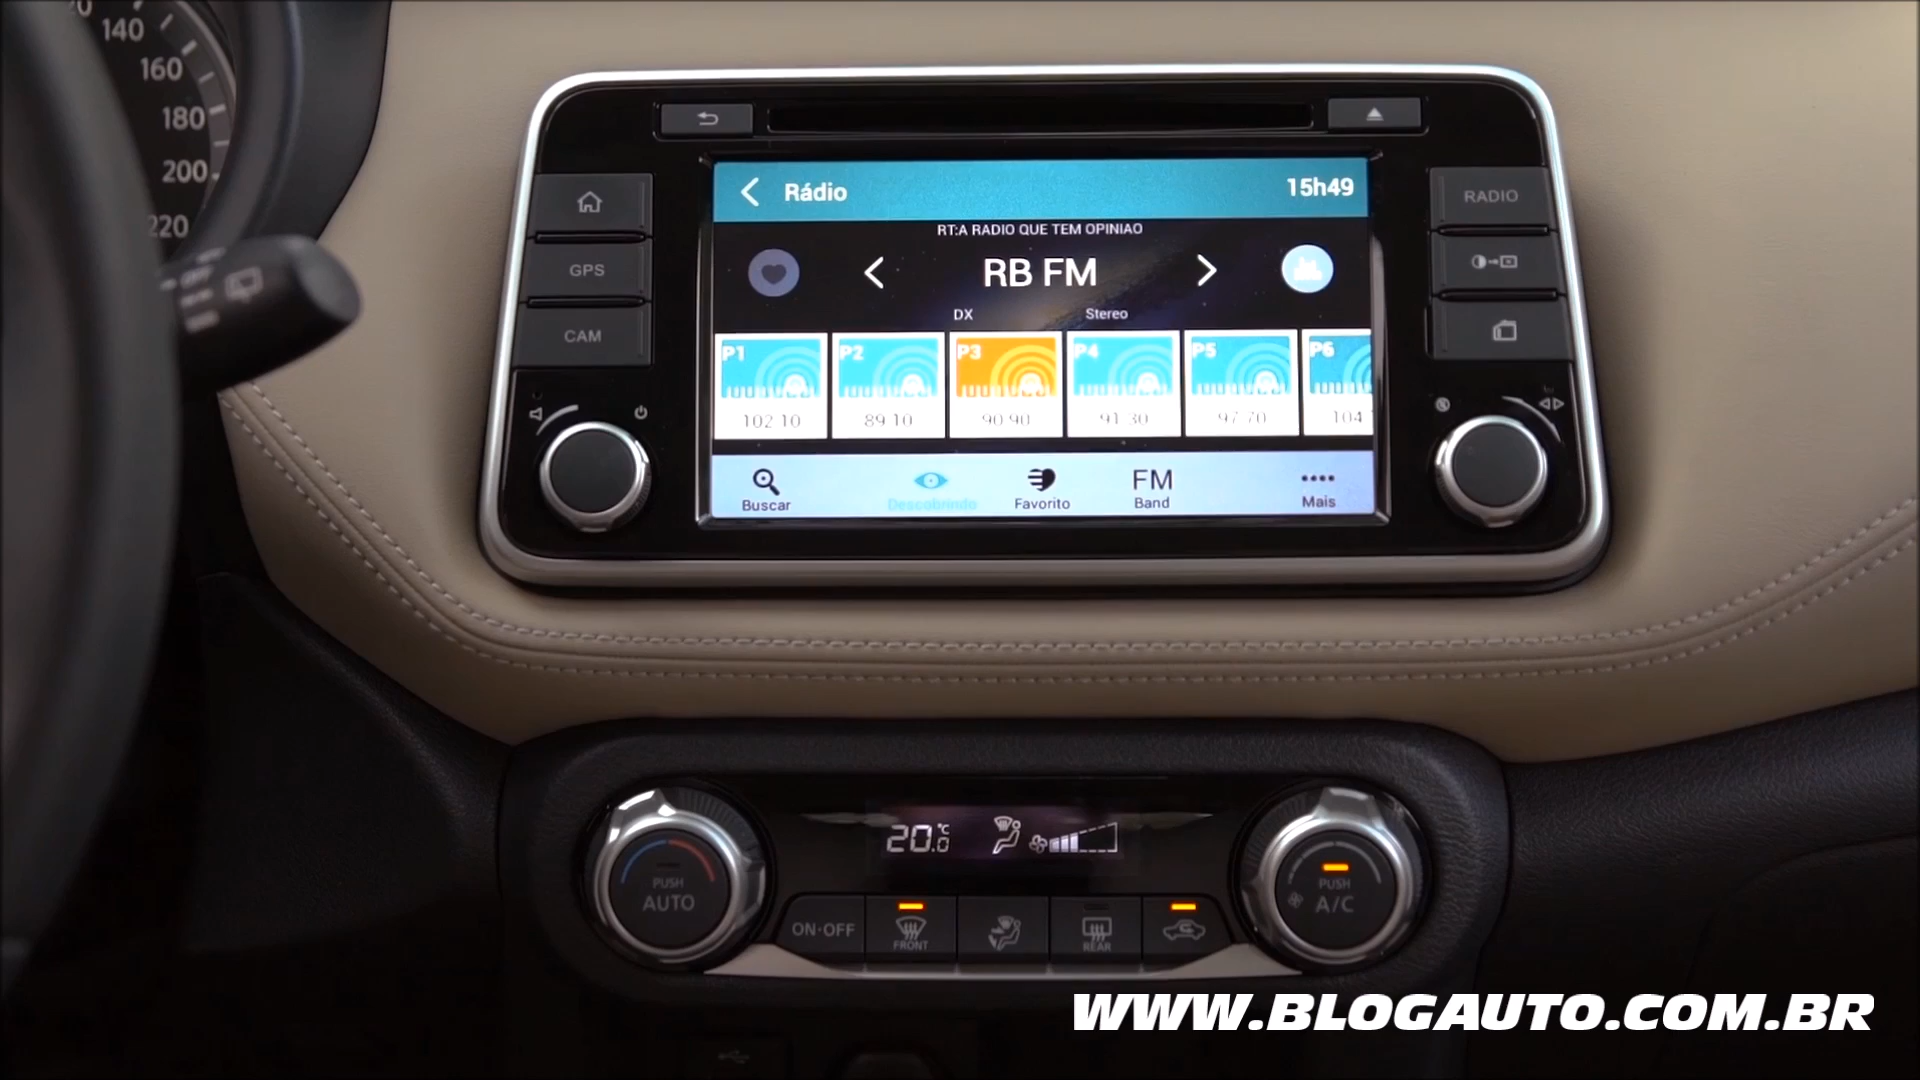 140
160
180
200
220
GPS
CAM
RADIO
Rádio
15h49
RT:A RADIO QUE TEM OPINIAO
RB FM
DX
Stereo
P1
P2
P3
P4
P5
P6
102.10
89.10
90.90
91.30
97.70
104
Buscar
Descobrindo
Favorito
FM
Band
Mais
20.0
°C
PUSH
AUTO
ON·OFF
FRONT
REAR
PUSH
A/C
WWW.BLOGAUTO.COM.BR